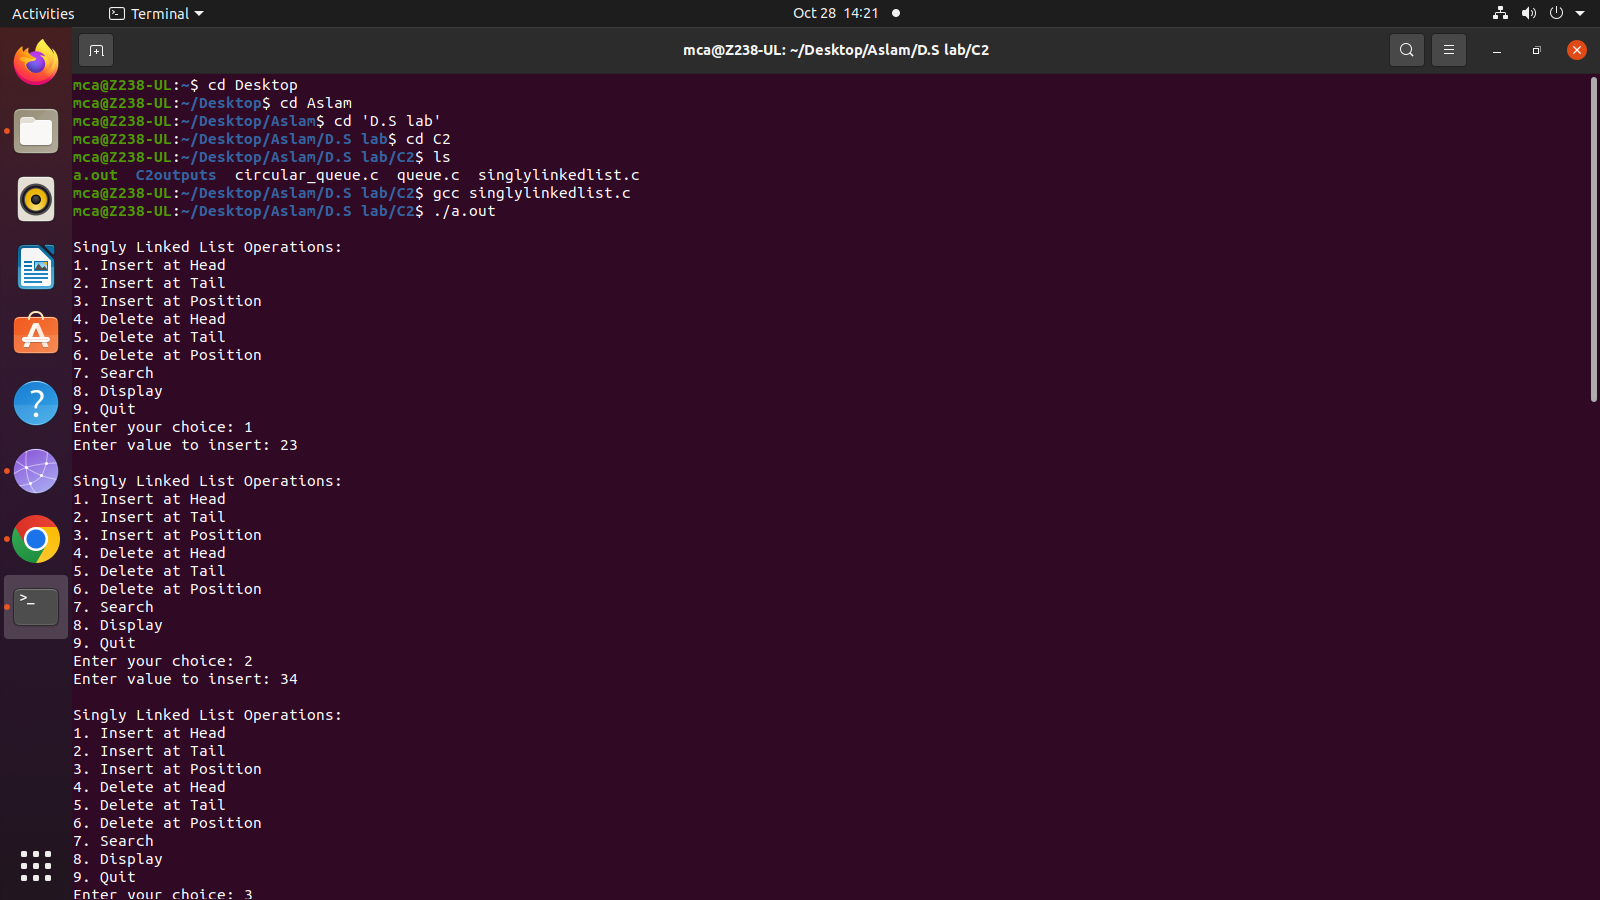 Activities Terminal Oct 28 14:21
mca@Z238-UL: ~/Desktop/Aslam/D.S lab/C2
mca@Z238-UL:~$ cd Desktop
mca@Z238-UL:~/Desktop$ cd Aslam
mca@Z238-UL:~/Desktop/Aslam$ cd 'D.S lab'
mca@Z238-UL:~/Desktop/Aslam/D.S lab$ cd C2
mca@Z238-UL:~/Desktop/Aslam/D.S lab/C2$ ls
a.out  C2outputs  circular_queue.c  queue.c  singlylinkedlist.c
mca@Z238-UL:~/Desktop/Aslam/D.S lab/C2$ gcc singlylinkedlist.c
mca@Z238-UL:~/Desktop/Aslam/D.S lab/C2$ ./a.out
Singly Linked List Operations:
1. Insert at Head
2. Insert at Tail
3. Insert at Position
4. Delete at Head
5. Delete at Tail
6. Delete at Position
7. Search
8. Display
9. Quit
Enter your choice: 1
Enter value to insert: 23
Singly Linked List Operations:
1. Insert at Head
2. Insert at Tail
3. Insert at Position
4. Delete at Head
5. Delete at Tail
6. Delete at Position
7. Search
8. Display
9. Quit
Enter your choice: 2
Enter value to insert: 34
Singly Linked List Operations:
1. Insert at Head
2. Insert at Tail
3. Insert at Position
4. Delete at Head
5. Delete at Tail
6. Delete at Position
7. Search
8. Display
9. Quit
Enter your choice: 3